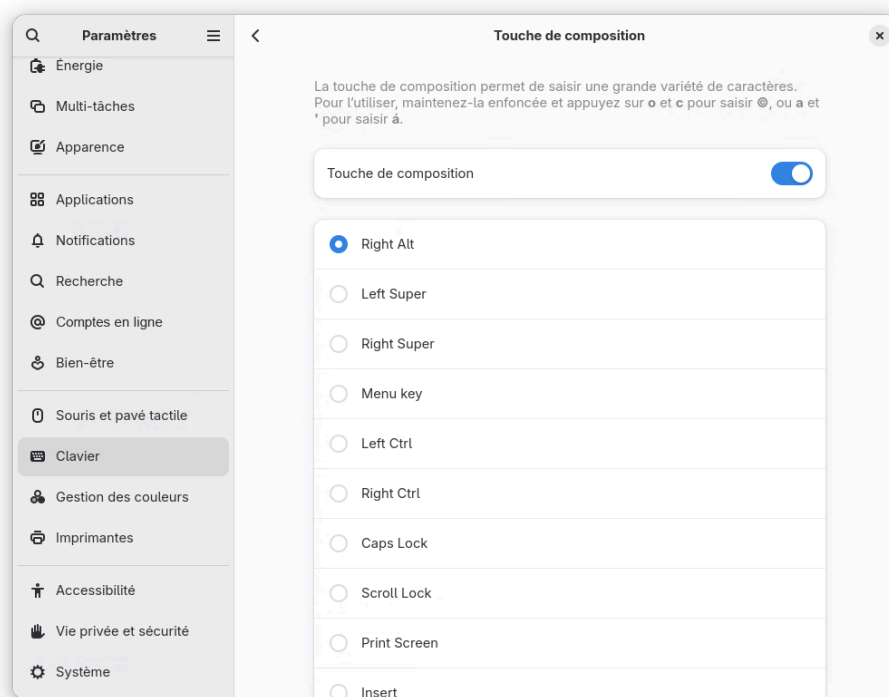 Paramètres
Énergie
Multi-tâches
Apparence
Applications
Notifications
Recherche
Comptes en ligne
Bien-être
Souris et pavé tactile
Clavier
Gestion des couleurs
Imprimantes
Accessibilité
Vie privée et sécurité
Système
Touche de composition
La touche de composition permet de saisir une grande variété de caractères.
Pour l’utiliser, maintenez-la enfoncée et appuyez sur o et c pour saisir ©, ou a et
' pour saisir á.
Touche de composition
Right Alt
Left Super
Right Super
Menu key
Left Ctrl
Right Ctrl
Caps Lock
Scroll Lock
Print Screen
Insert